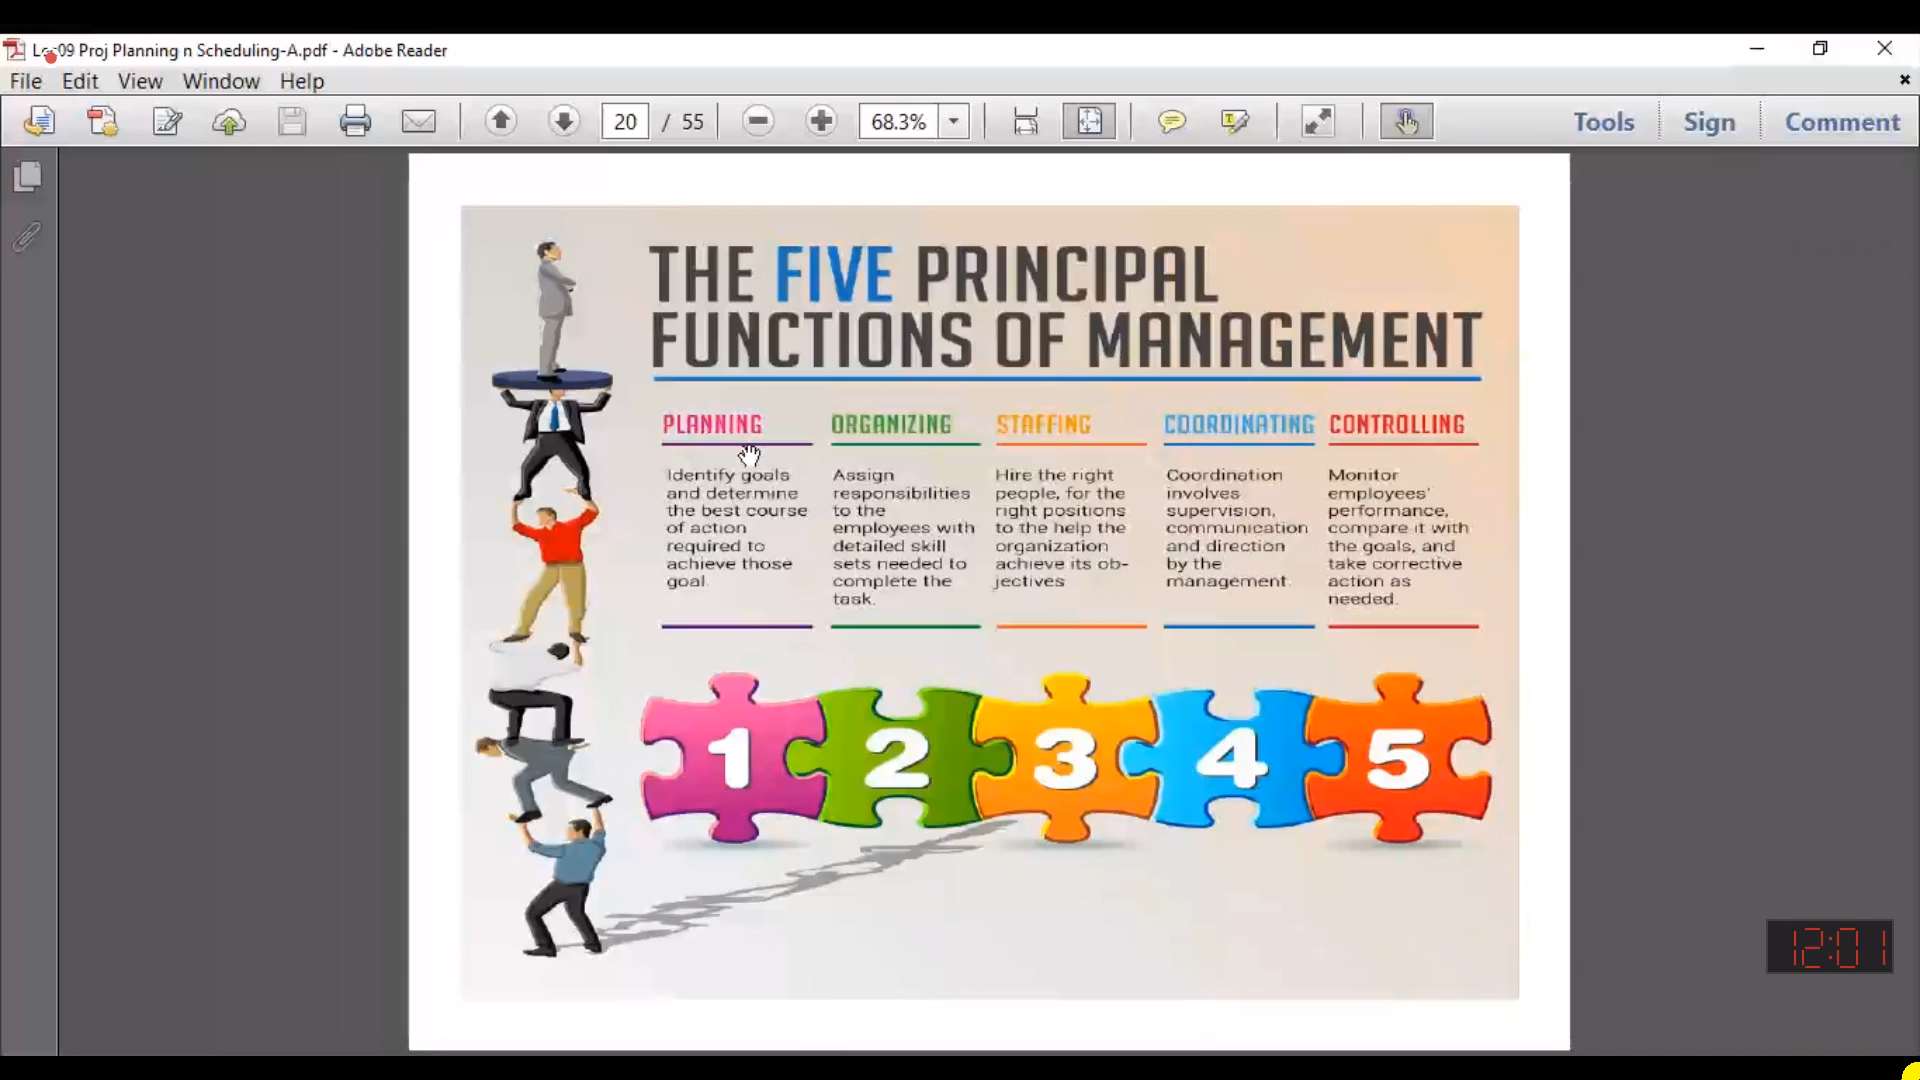 Lec09 Proj Planning n Scheduling-A.pdf - Adobe Reader
File Edit View Window Help
20 / 55 68.3% Tools Sign Comment
THE FIVE PRINCIPAL
FUNCTIONS OF MANAGEMENT
PLANNING
Identify goals
and determine
the best course
of action
required to
achieve those
goal.
ORGANIZING
Assign
responsibilities
to the
employees with
detailed skill
sets needed to
complete the
task.
STAFFING
Hire the right
people, for the
right positions
to the help the
organization
achieve its ob-
jectives
COORDINATING
Coordination
involves
supervision,
communication
and direction
by the
management
CONTROLLING
Monitor
employees'
performance,
compare it with
the goals, and
take corrective
action as
needed.
1 2 3 4 5
12:01